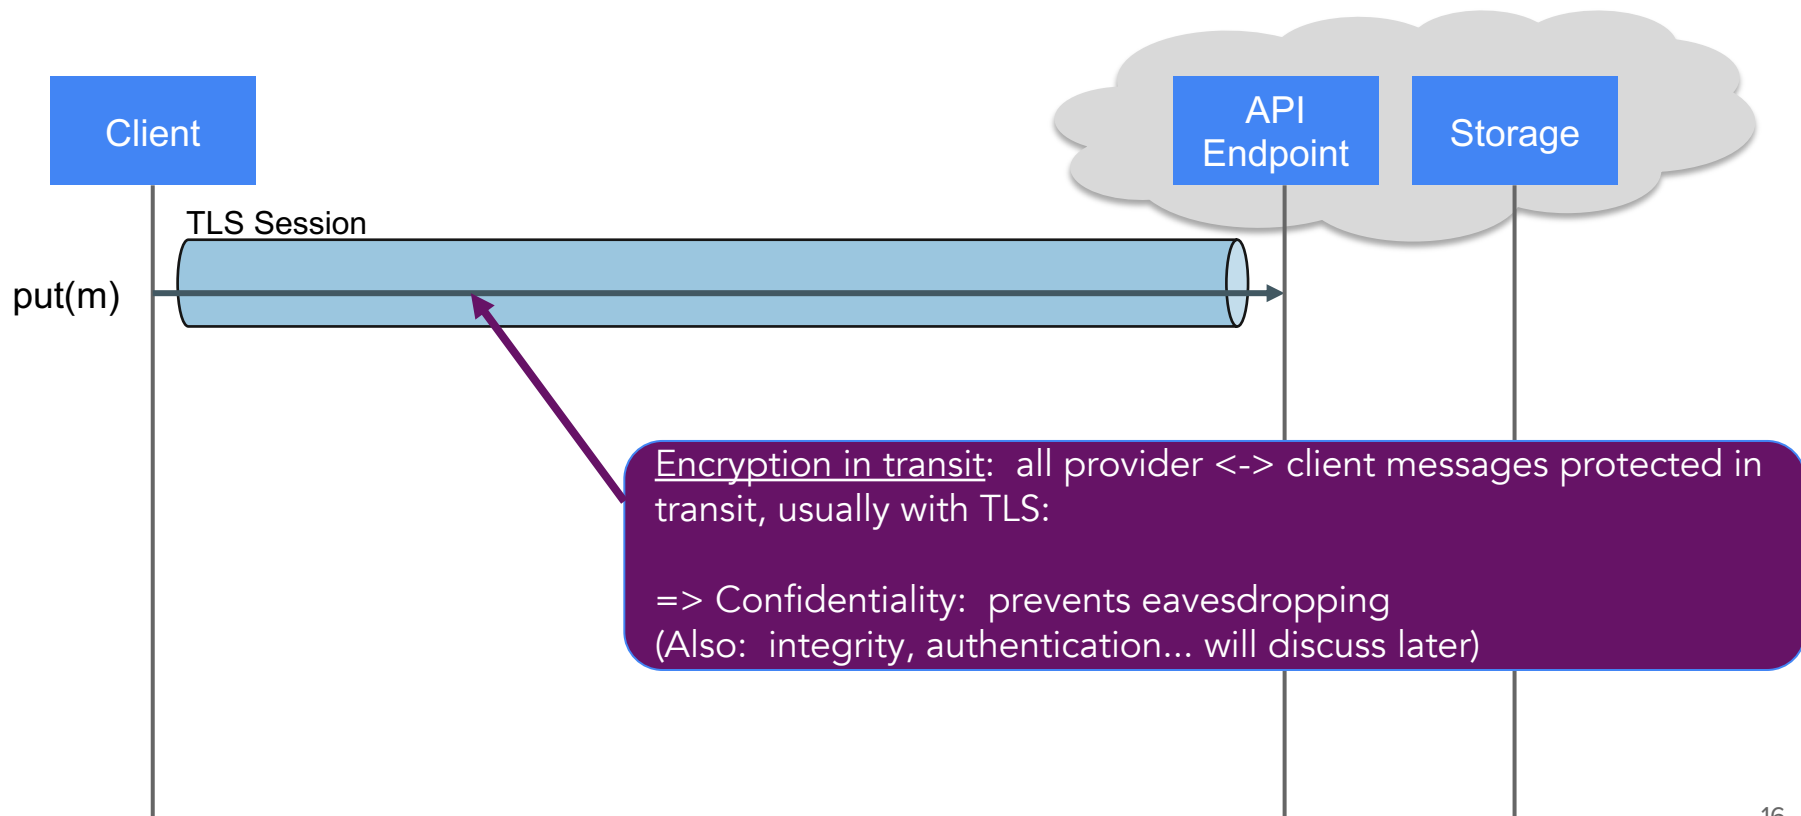 Client
API
Endpoint
Storage
TLS Session
put(m)
Encryption in transit:  all provider <-> client messages protected in
transit, usually with TLS:
=> Confidentiality:  prevents eavesdropping
(Also:  integrity, authentication... will discuss later)
16